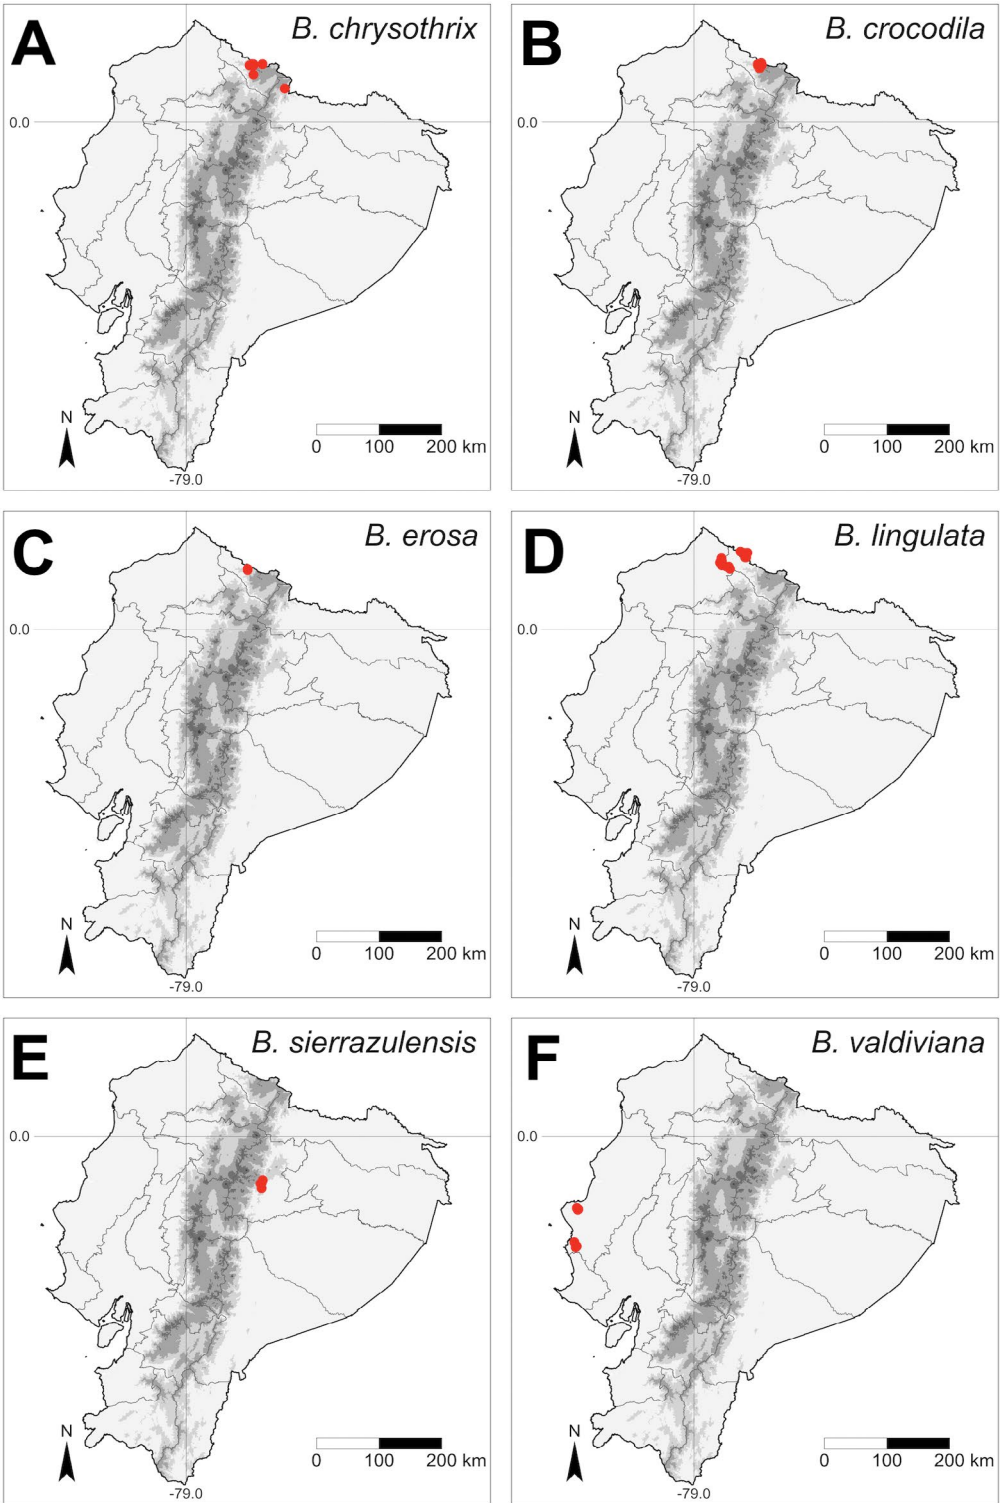 A
B. chrysothrix
0.0
N
0 100 200 km
-79.0
B
B. crocodila
0.0
N
0 100 200 km
-79.0
C
B. erosa
0.0
N
0 100 200 km
-79.0
D
B. lingulata
0.0
N
0 100 200 km
-79.0
E
B. sierrazulensis
0.0
N
0 100 200 km
-79.0
F
B. valdiviana
0.0
N
0 100 200 km
-79.0